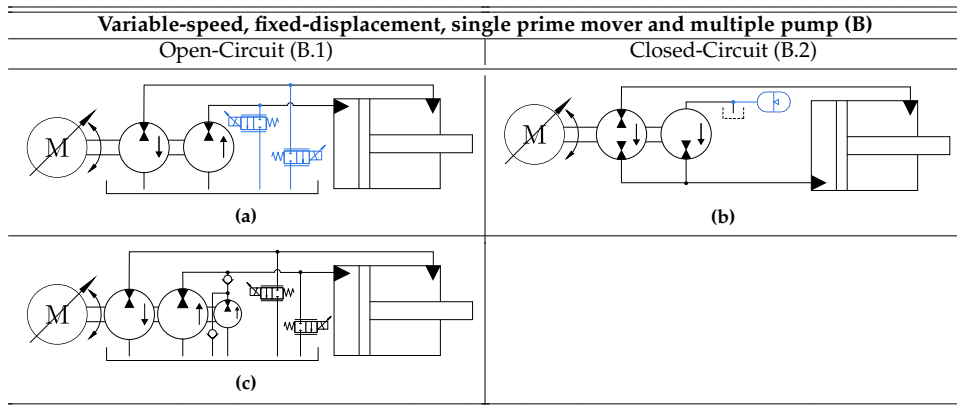 Variable-speed, fixed-displacement, single prime mover and multiple pump (B)
Open-Circuit (B.1)
Closed-Circuit (B.2)
M
(a)
M
(b)
M
(c)